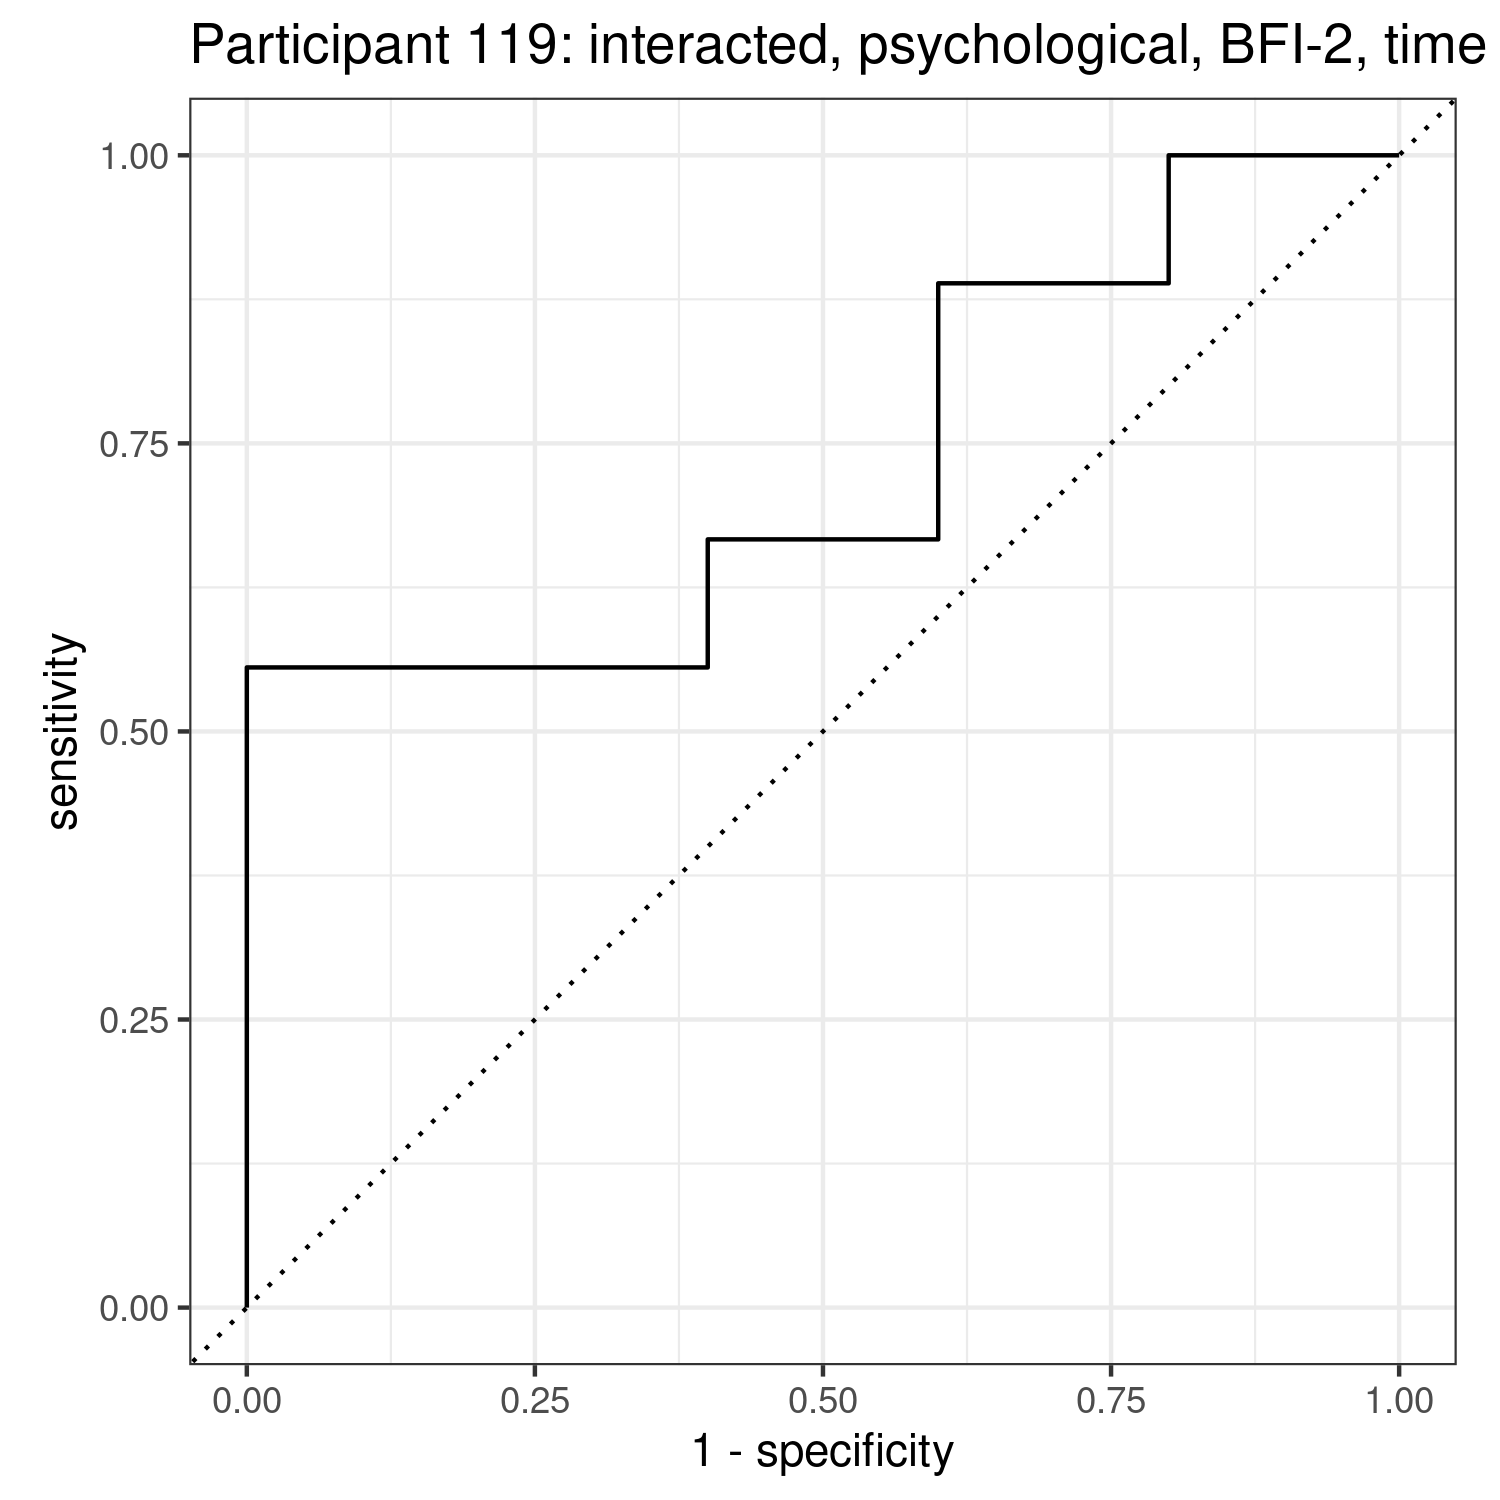 Participant 119: interacted, psychological, BFI-2, time
1.00
0.75
0.50
0.25
0.00
sensitivity
0.00 0.25 0.50 0.75 1.00
1 - specificity